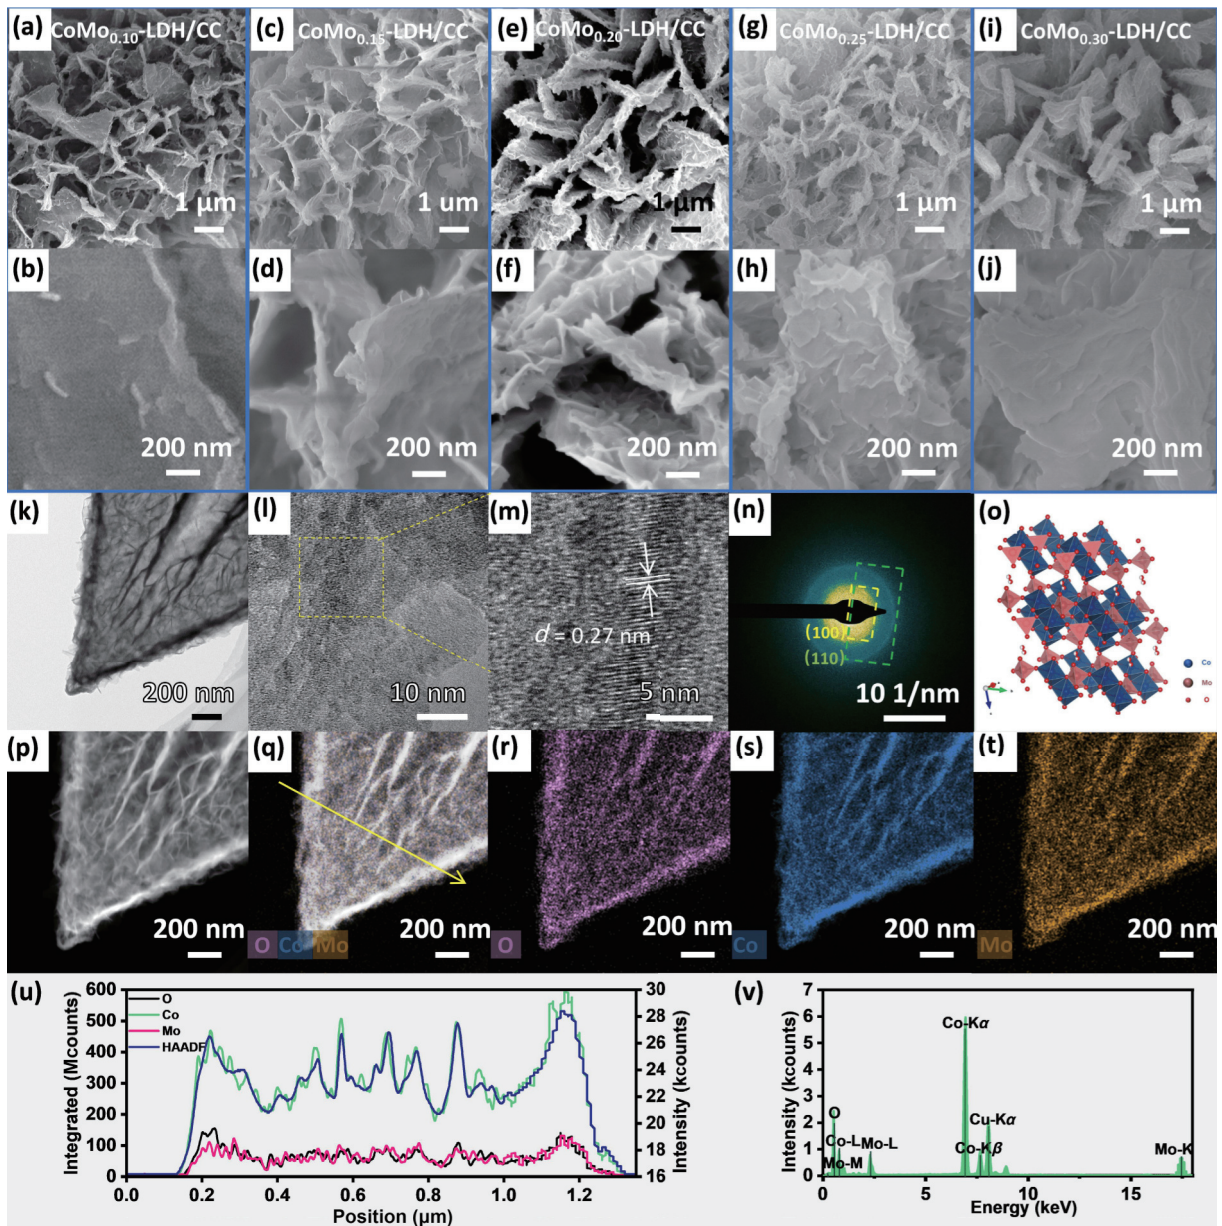 (a) CoMo0.10-LDH/CC
(c) CoMo0.15-LDH/CC
(e) CoMo0.20-LDH/CC
(g) CoMo0.25-LDH/CC
(i) CoMo0.30-LDH/CC
1 µm
1 um
1 µm
1 µm
1 µm
(b)
(d)
(f)
(h)
(j)
200 nm
200 nm
200 nm
200 nm
200 nm
(k)
(l)
(m)
(n)
(o)
d = 0.27 nm
(100)
(110)
Co
Mo
O
200 nm
10 nm
5 nm
10 1/nm
(p)
(q)
(r)
(s)
(t)
200 nm
O Co Mo
200 nm
O
200 nm
Co
200 nm
Mo
200 nm
(u)
Integrated (Mcounts)
600
500
400
300
200
100
0
O
Co
Mo
HAADF
30
28
26
24
22
20
18
16
Intensity (kcounts)
0.0 0.2 0.4 0.6 0.8 1.0 1.2
Position (µm)
(v)
Intensity (kcounts)
7
6
5
4
3
2
1
0
Co-Kα
O
Cu-Kα
Co-L
Mo-L
Co-Kβ
Mo-K
Mo-M
0 5 10 15
Energy (keV)